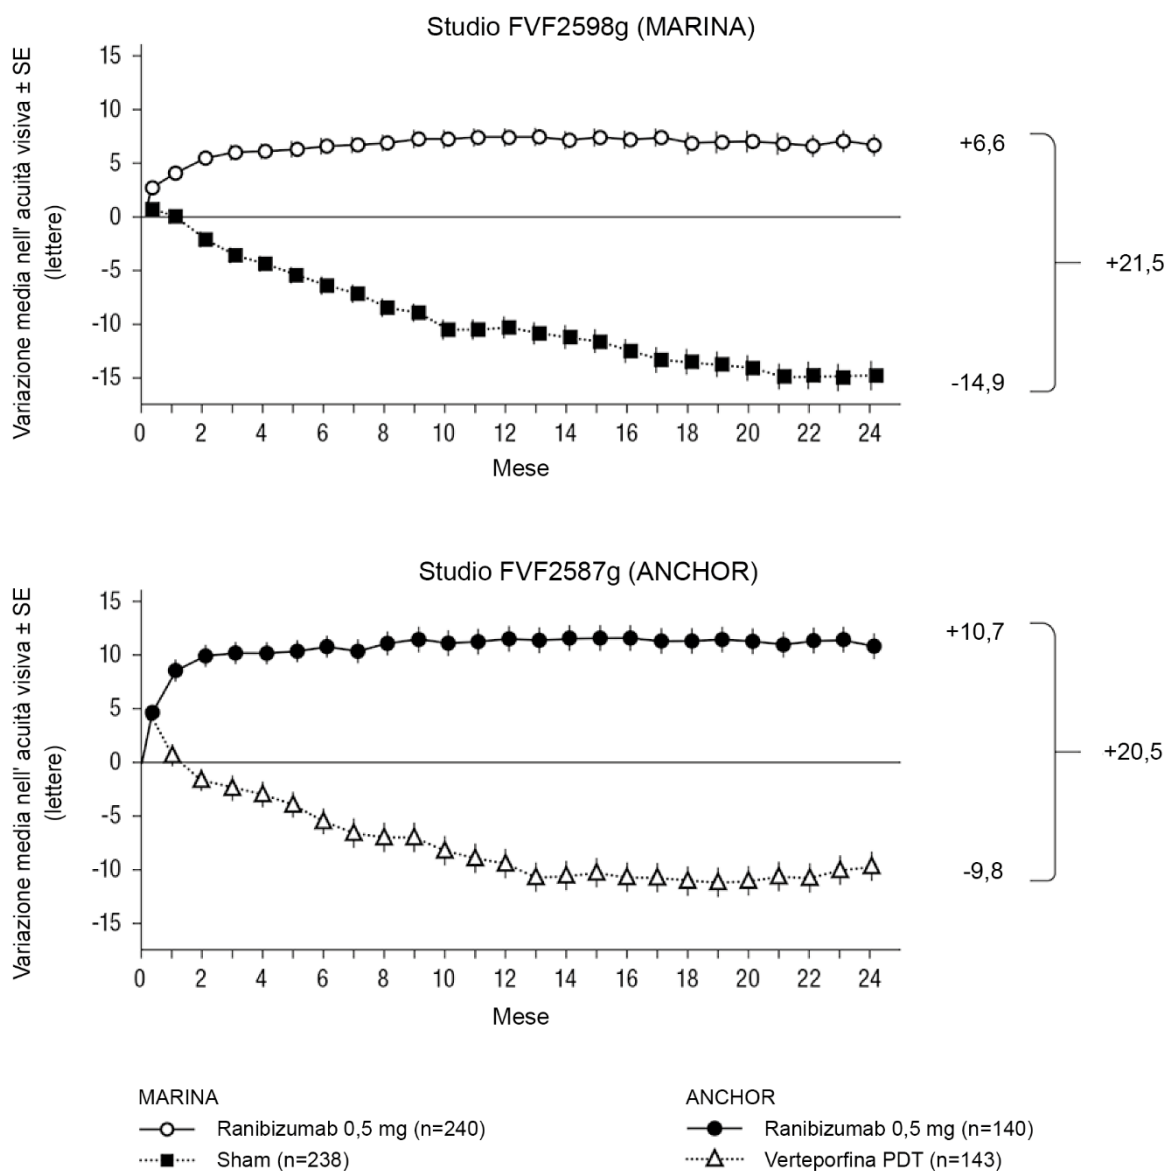 Studio FVF2598g (MARINA)
Variazione media nell' acuità visiva ± SE
(lettere)
15
10
5
0
-5
-10
-15
0 2 4 6 8 10 12 14 16 18 20 22 24
Mese
+6,6
+21,5
-14,9
Studio FVF2587g (ANCHOR)
Variazione media nell' acuità visiva ± SE
(lettere)
15
10
5
0
-5
-10
-15
0 2 4 6 8 10 12 14 16 18 20 22 24
Mese
+10,7
+20,5
-9,8
MARINA
Ranibizumab 0,5 mg (n=240)
Sham (n=238)
ANCHOR
Ranibizumab 0,5 mg (n=140)
Verteporfina PDT (n=143)